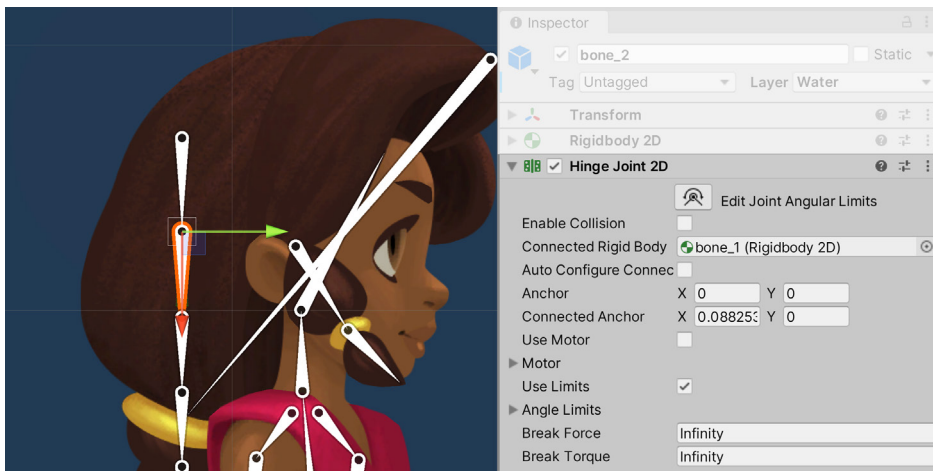 Inspector
bone_2 Static
Tag Untagged Layer Water
Transform
Rigidbody 2D
Hinge Joint 2D
Edit Joint Angular Limits
Enable Collision
Connected Rigid Body bone_1 (Rigidbody 2D)
Auto Configure Connec
Anchor X 0 Y 0
Connected Anchor X 0.088253 Y 0
Use Motor
Motor
Use Limits
Angle Limits
Break Force Infinity
Break Torque Infinity